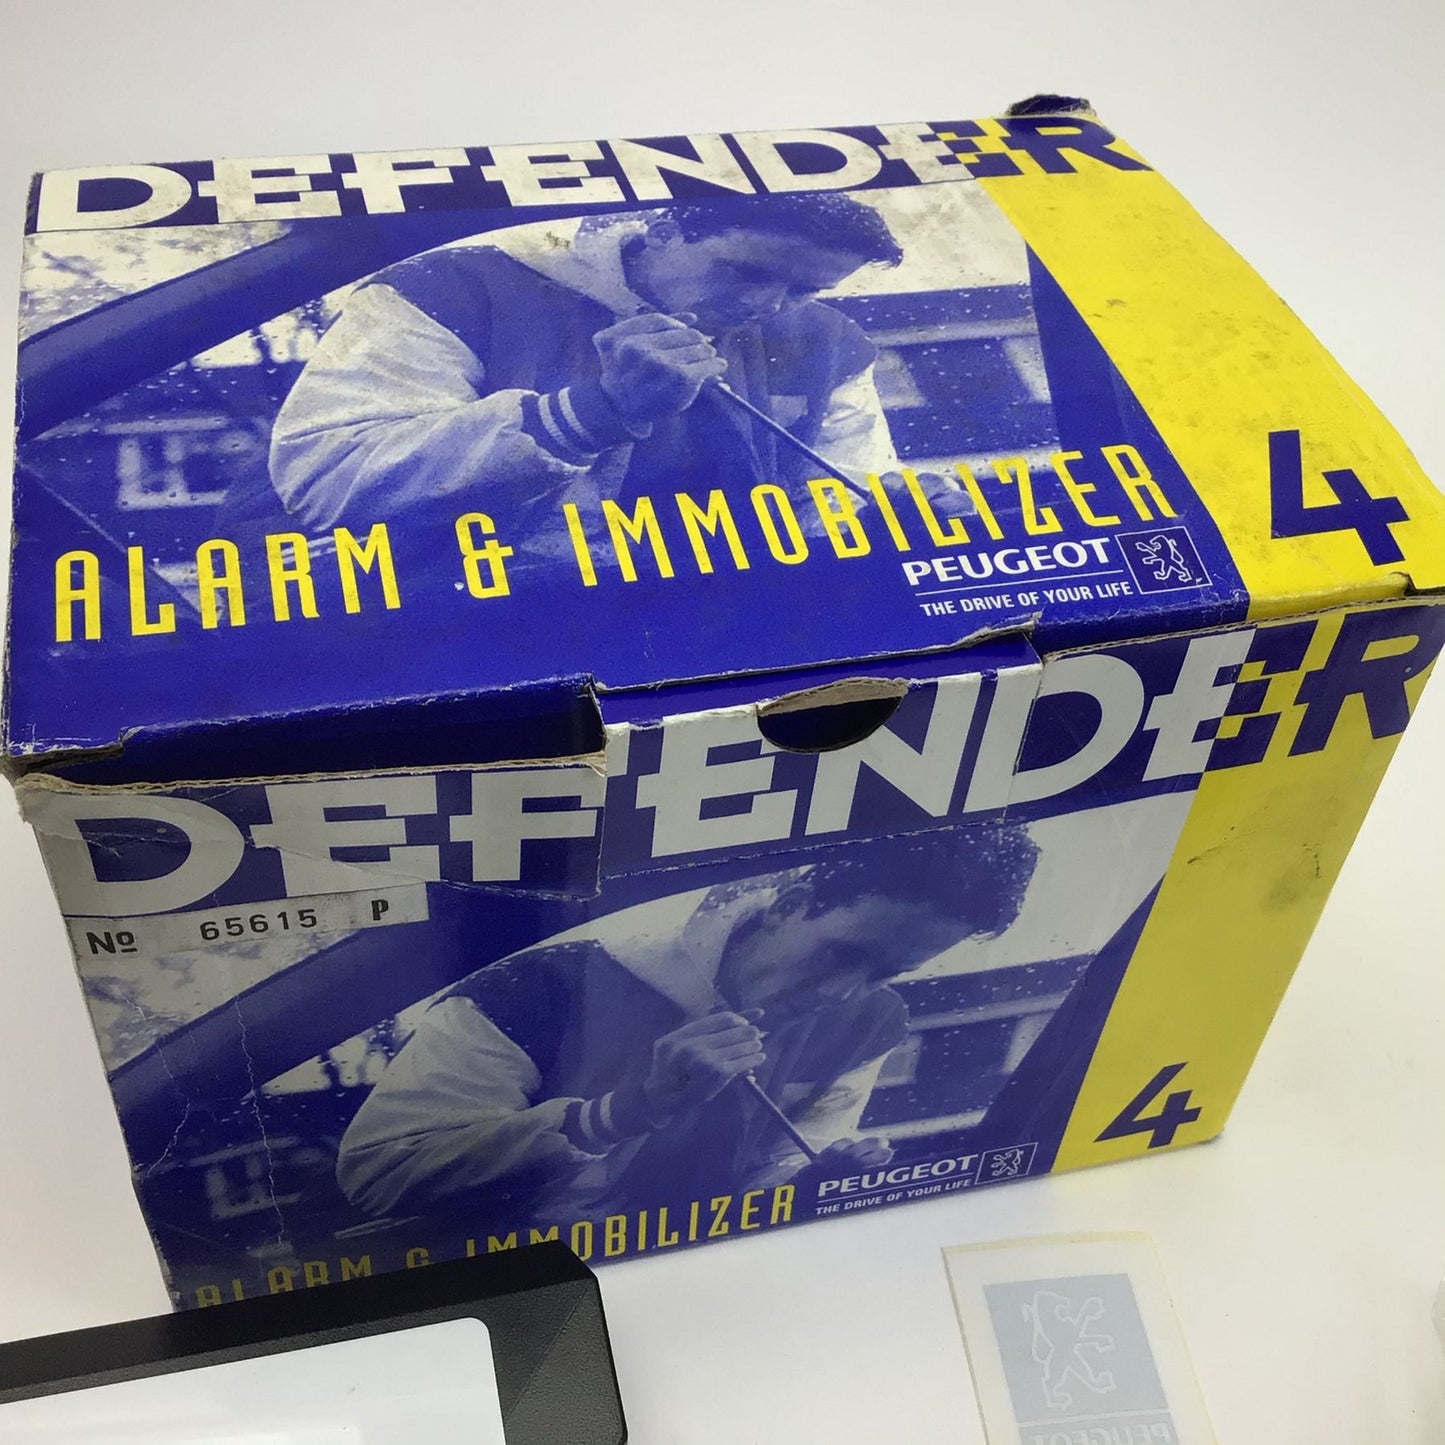 DEFENDER
ALARM & IMMOBILIZER
PEUGEOT
THE DRIVE OF YOUR LIFE
4
DEFENDER
Nº 65615 P
4
PEUGEOT
THE DRIVE OF YOUR LIFE
ALARM & IMMOBILIZER
PEUGEOT